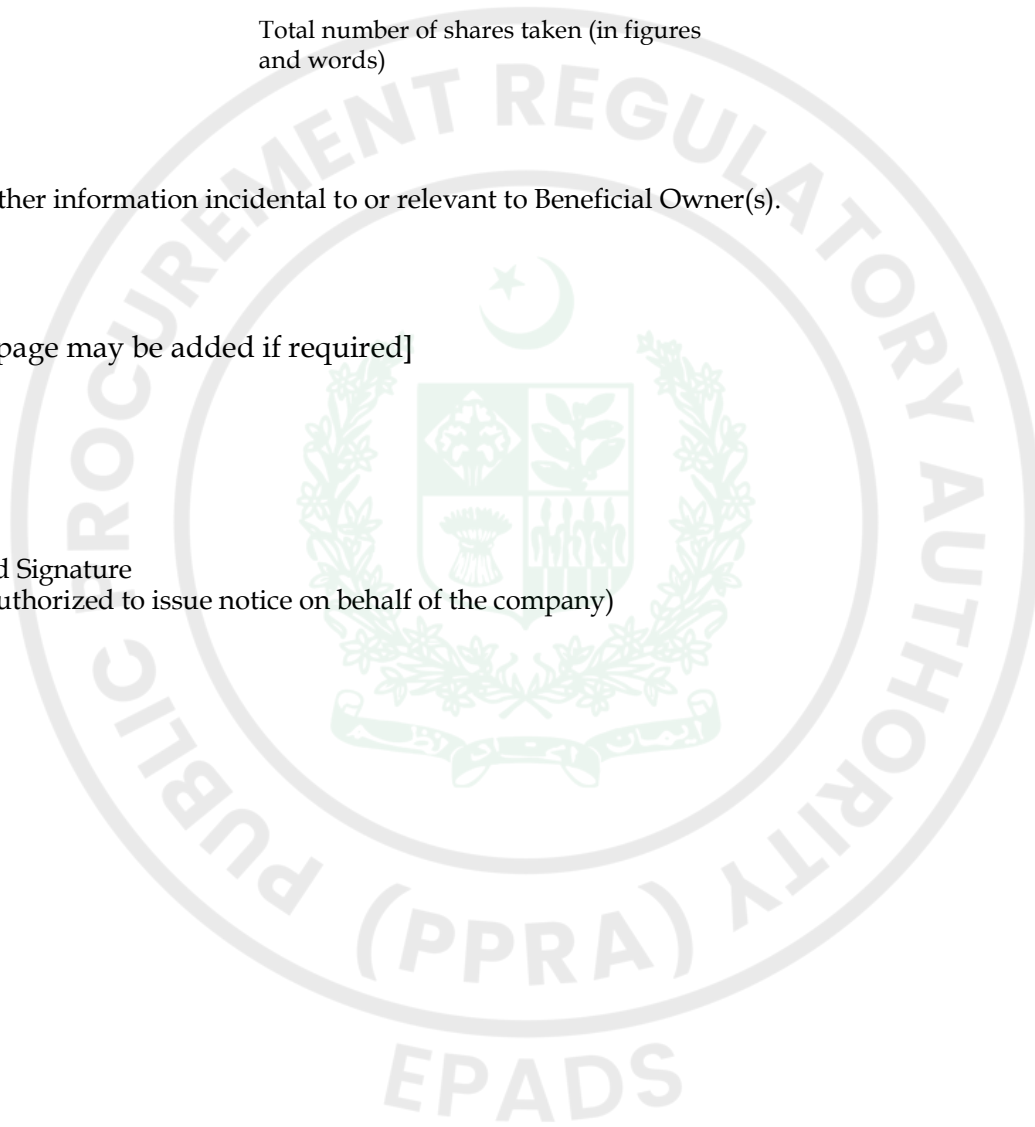 Total number of shares taken (in figures
and words)
ther information incidental to or relevant to Beneficial Owner(s).
page may be added if required]
d Signature
uthorized to issue notice on behalf of the company)
PUBLIC PROCUREMENT REGULATORY AUTHORITY
(PPRA)
EPADS